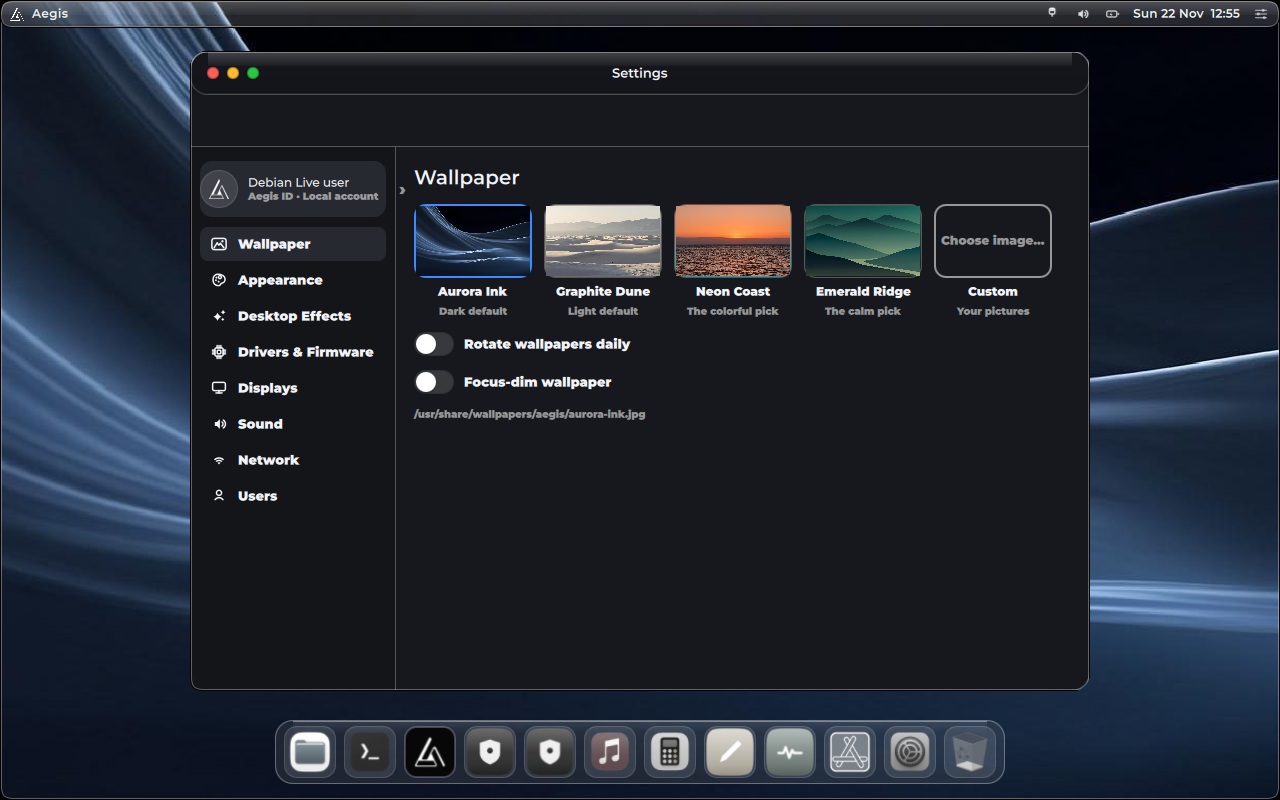 Aegis
Sun 22 Nov 12:55
Settings
Debian Live user
Aegis ID • Local account
Wallpaper
Appearance
Desktop Effects
Drivers & Firmware
Displays
Sound
Network
Users
Wallpaper
Choose image...
Aurora Ink
Graphite Dune
Neon Coast
Emerald Ridge
Custom
Dark default
Light default
The colorful pick
The calm pick
Your pictures
Rotate wallpapers daily
Focus-dim wallpaper
/usr/share/wallpapers/aegis/aurora-ink.jpg